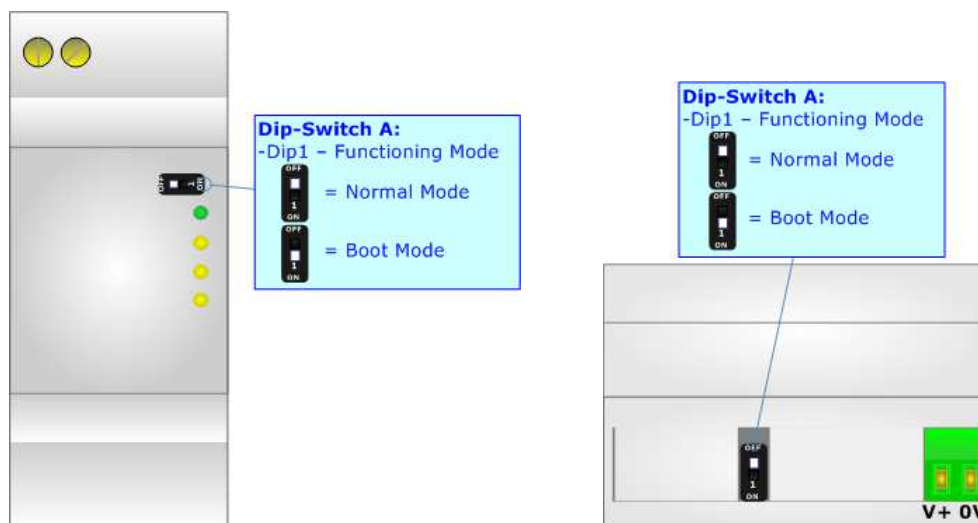 Dip-Switch A:
-Dip1 – Functioning Mode
OFF
1
ON
= Normal Mode
OFF
1
ON
= Boot Mode
OFF
1
ON
Dip-Switch A:
-Dip1 – Functioning Mode
OFF
1
ON
= Normal Mode
OFF
1
ON
= Boot Mode
OFF
1
ON
V+ 0V